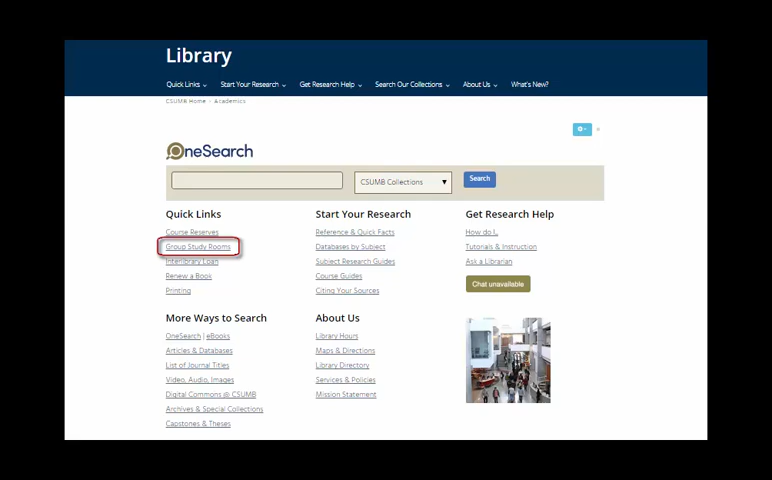 Library
Quick Links Start Your Research Get Research Help Search Our Collections About Us What's New?
CSUMB Home - Academics
OneSearch
CSUMB Collections Search
Quick Links
Course Reserves
Group Study Rooms
Interlibrary Loan
Renew a Book
Printing
Start Your Research
Reference & Quick Facts
Databases by Subject
Subject Research Guides
Course Guides
Citing Your Sources
Get Research Help
How do I..
Tutorials & Instruction
Ask a Librarian
Chat unavailable
More Ways to Search
OneSearch | eBooks
Articles & Databases
List of Journal Titles
Video, Audio, Images
Digital Commons @ CSUMB
Archives & Special Collections
Capstones & Theses
About Us
Library Hours
Maps & Directions
Library Directory
Services & Policies
Mission Statement